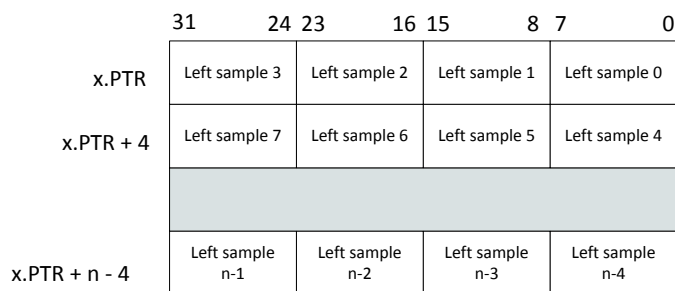 31 24 23 16 15 8 7 0
x.PTR Left sample 3 Left sample 2 Left sample 1 Left sample 0
x.PTR + 4 Left sample 7 Left sample 6 Left sample 5 Left sample 4
x.PTR + n - 4 Left sample n-1 Left sample n-2 Left sample n-3 Left sample n-4